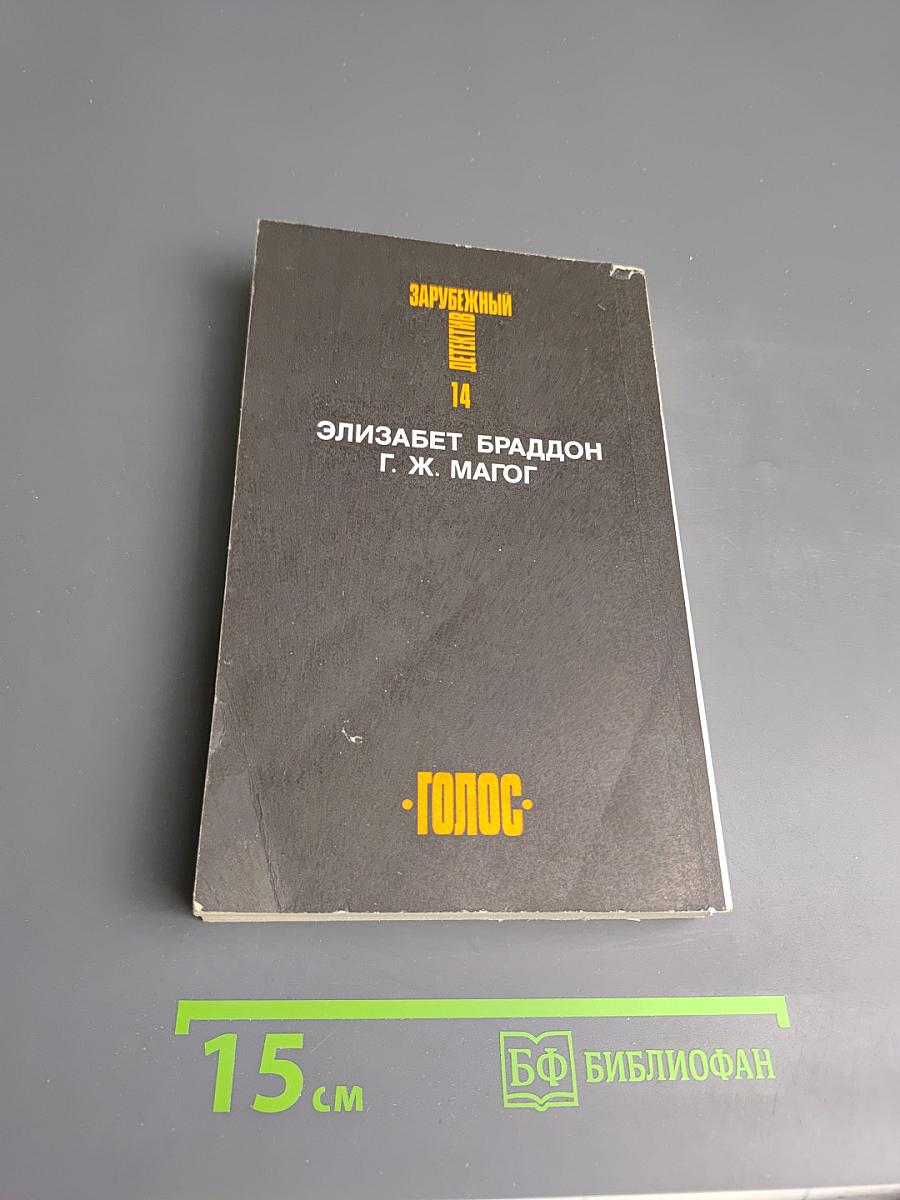 ЗАРУБЕЖНЫЙ
ДЕТЕКТИВ
14
ЭЛИЗАБЕТ БРАДДОН
Г. Ж. МАГОГ
·ГОЛОС·
15 см
БФ БИБЛИОФАН